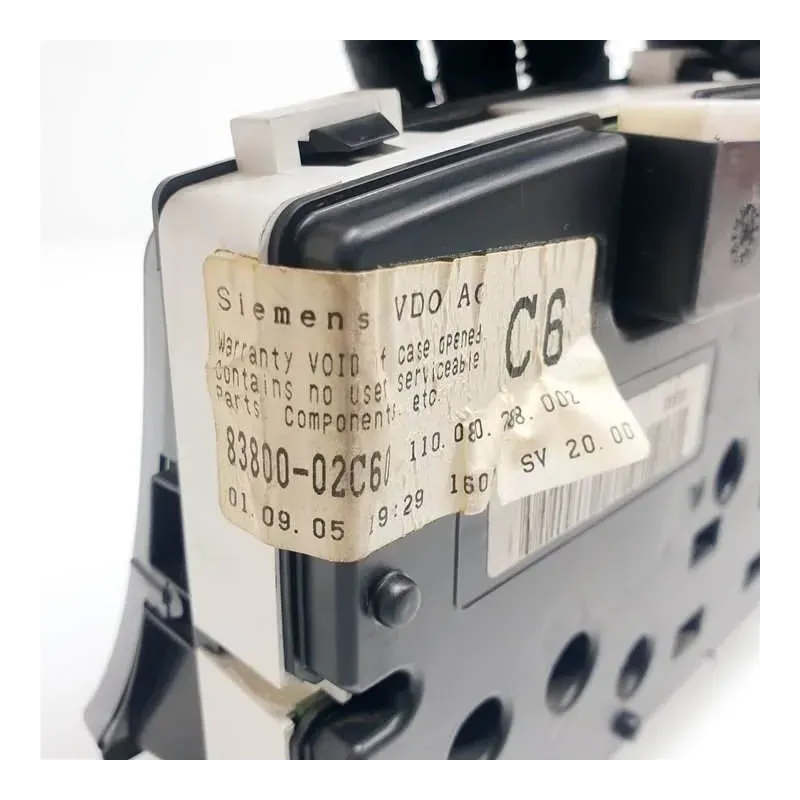 Siemens VDO AG
C6
Warranty VOID if case opened.
Contains no user serviceable
Parts, Components etc.
83800-02C60 110.080.
.002
01.09.05 19:29 160
SV 20.00